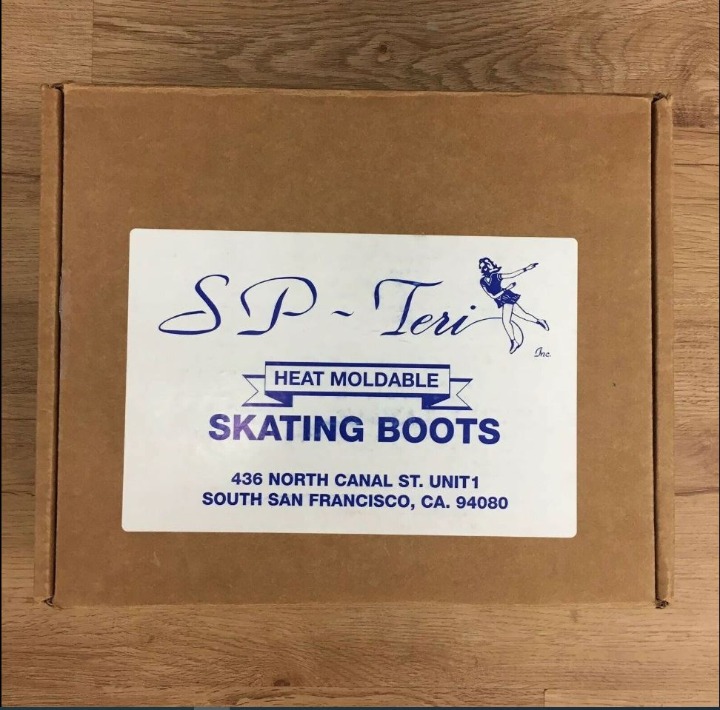 SP - Teri
Inc.
HEAT MOLDABLE
SKATING BOOTS
436 NORTH CANAL ST. UNIT1
SOUTH SAN FRANCISCO, CA. 94080